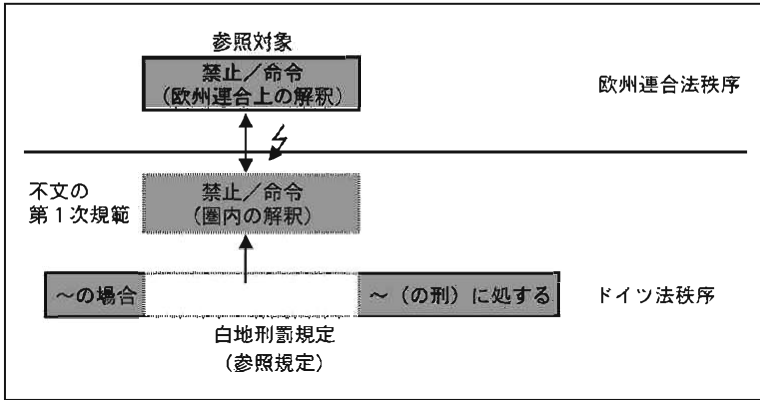 参照対象
禁止／命令
(欧州連合上の解釈)
欧州連合法秩序
不文の
第１次規範
禁止／命令
(圏内の解釈)
～の場合
～（の刑）に処する
ドイツ法秩序
白地刑罰規定
(参照規定)